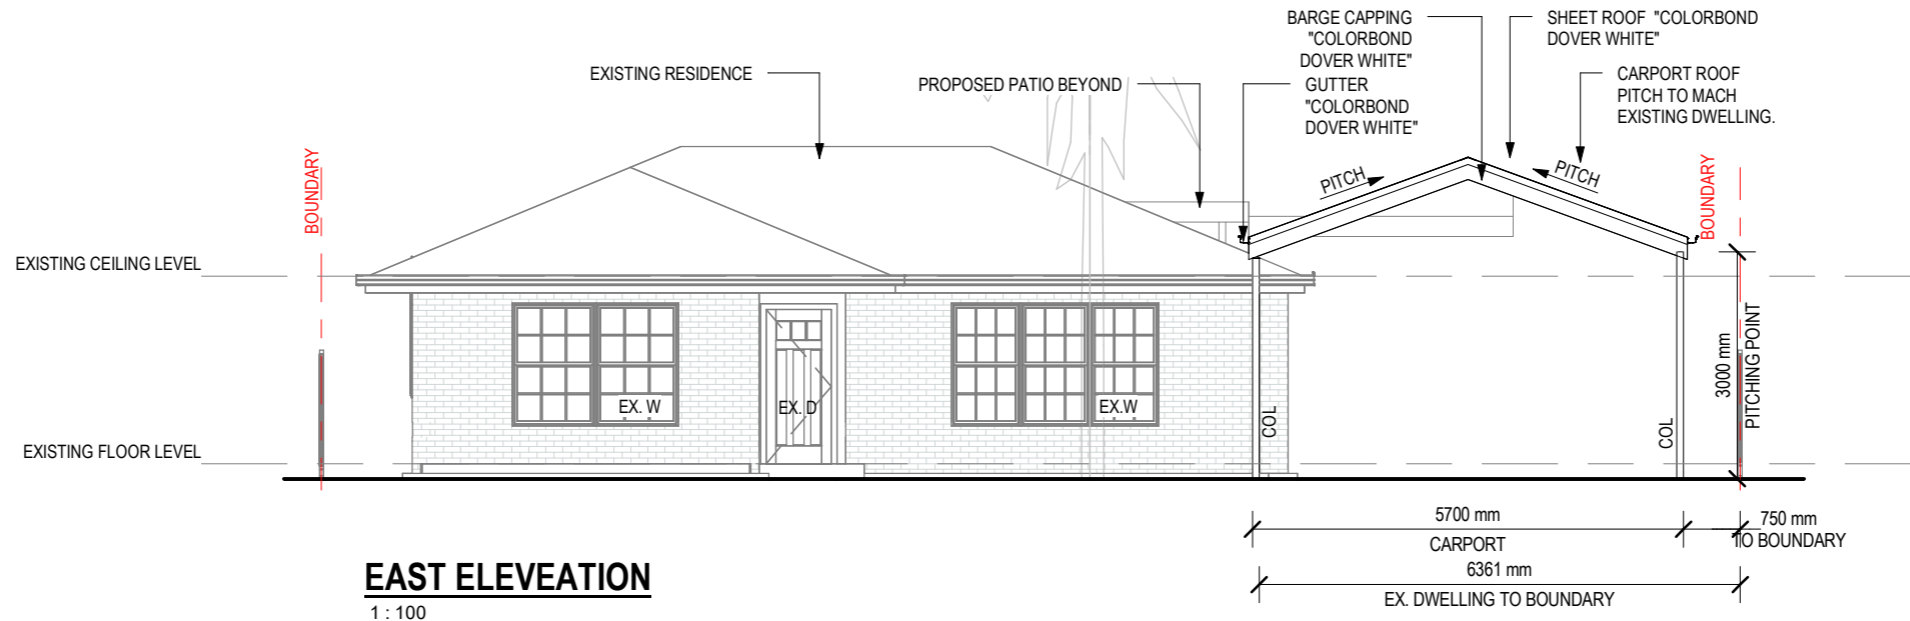 BARGE CAPPING
"COLORBOND
DOVER WHITE"
SHEET ROOF "COLORBOND
DOVER WHITE"
EXISTING RESIDENCE
PROPOSED PATIO BEYOND
GUTTER
"COLORBOND
DOVER WHITE"
CARPORT ROOF
PITCH TO MACH
EXISTING DWELLING.
BOUNDARY
PITCH
PITCH
BOUNDARY
EXISTING CEILING LEVEL
EX. W
EX. D
EX.W
COL
COL
3000 mm
PITCHING POINT
EXISTING FLOOR LEVEL
5700 mm
CARPORT
750 mm
TO BOUNDARY
6361 mm
EX. DWELLING TO BOUNDARY
EAST ELEVEATION
1 : 100